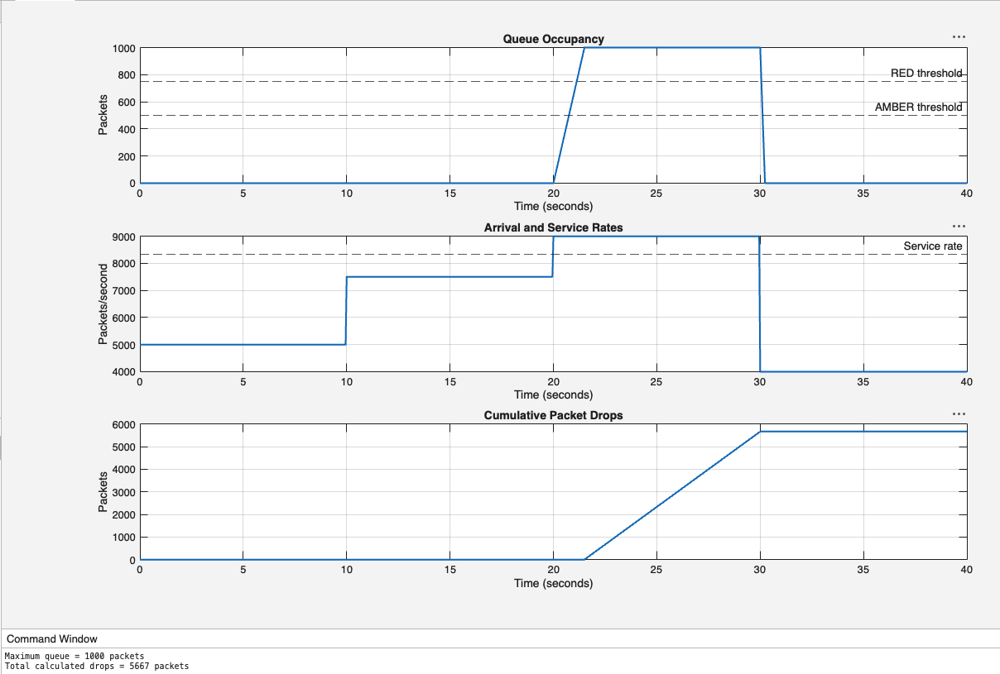 Queue Occupancy
1000
800
600
400
200
0
Packets
RED threshold
AMBER threshold
0 5 10 15 20 25 30 35 40
Time (seconds)
Arrival and Service Rates
9000
8000
7000
6000
5000
4000
Packets/second
Service rate
0 5 10 15 20 25 30 35 40
Time (seconds)
Cumulative Packet Drops
6000
5000
4000
3000
2000
1000
0
Packets
0 5 10 15 20 25 30 35 40
Time (seconds)
Command Window
Maximum queue = 1000 packets
Total calculated drops = 5667 packets